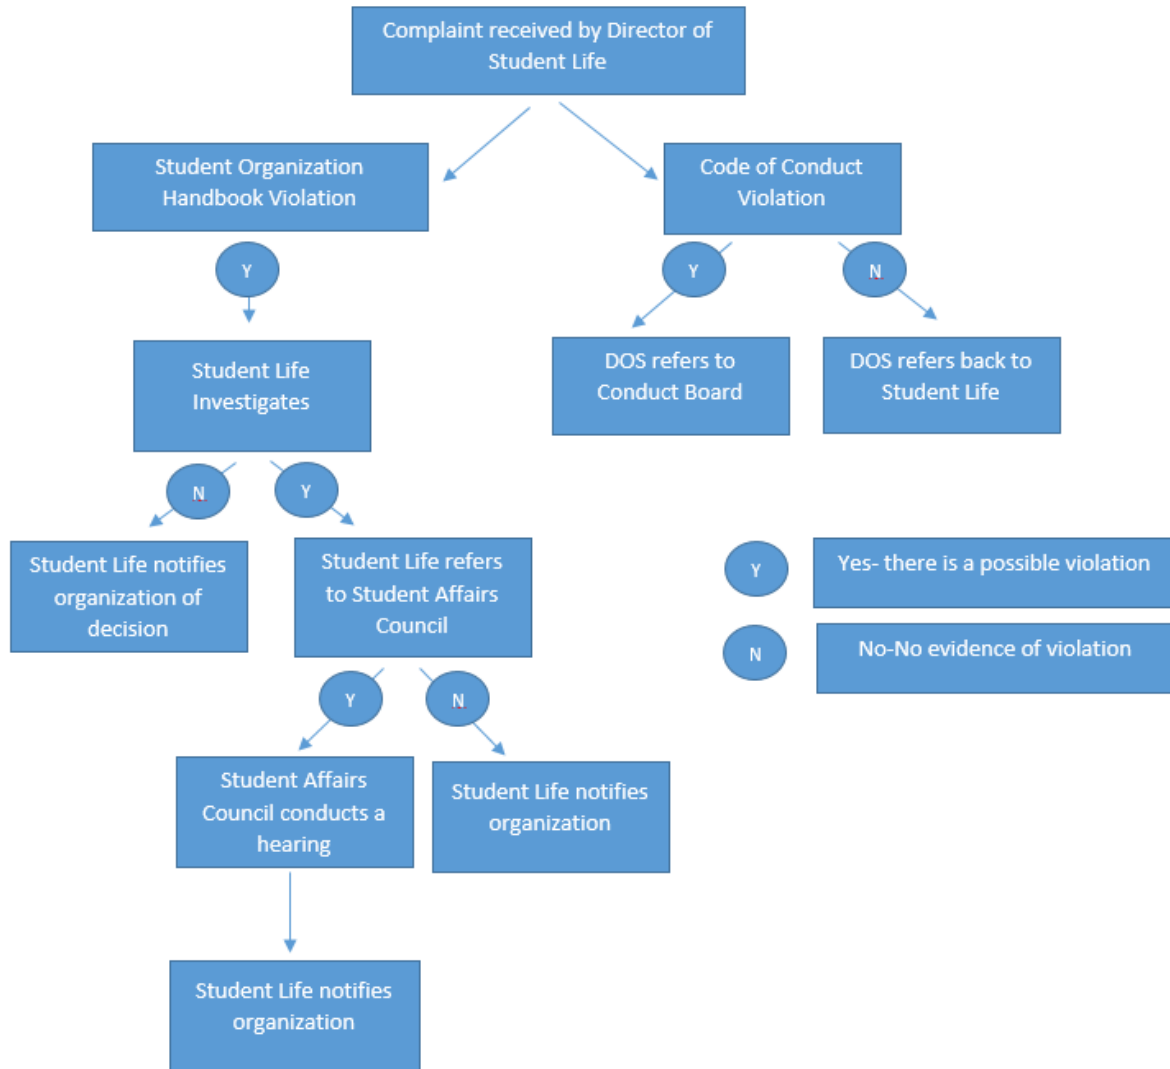 Complaint received by Director of
Student Life
Student Organization
Handbook Violation
Code of Conduct
Violation
Y
Y
N
Student Life
Investigates
DOS refers to
Conduct Board
DOS refers back to
Student Life
N
Y
Student Life notifies
organization of
decision
Student Life refers
to Student Affairs
Council
Y
Yes- there is a possible violation
N
No-No evidence of violation
Y
N
Student Affairs
Council conducts a
hearing
Student Life notifies
organization
Student Life notifies
organization